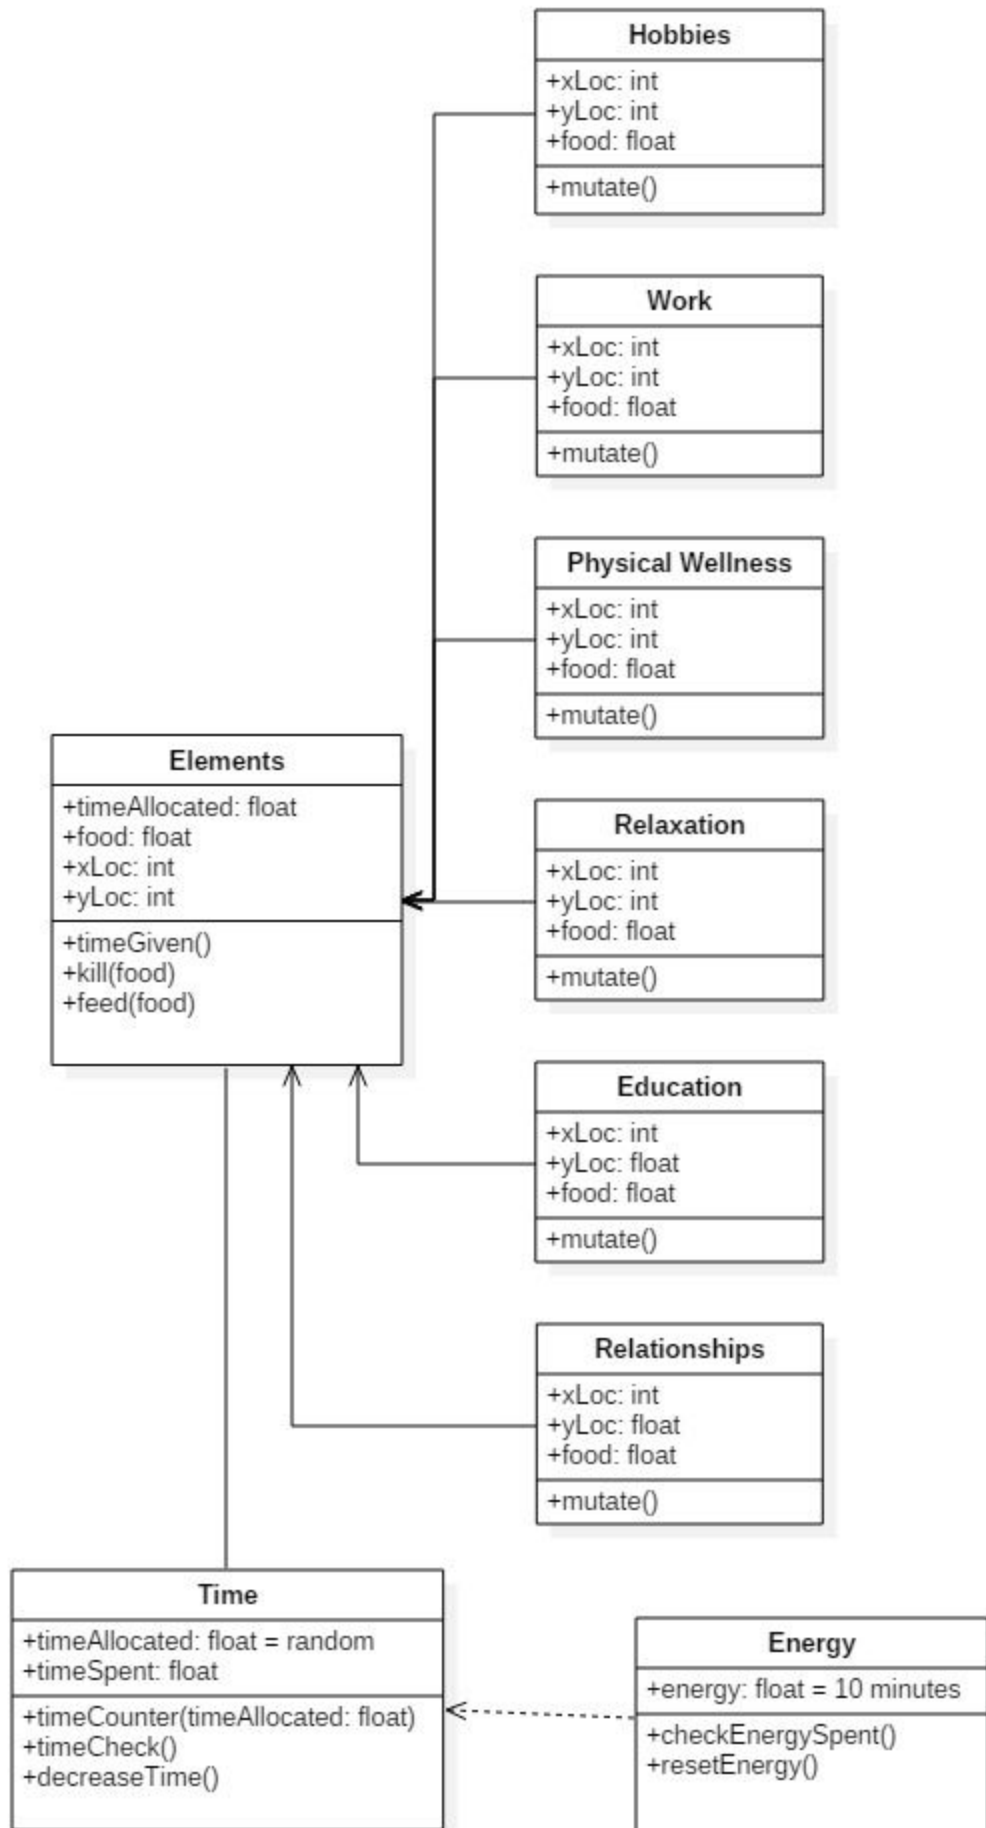 Hobbies
+xLoc: int
+yLoc: int
+food: float
+mutate()
Work
+xLoc: int
+yLoc: int
+food: float
+mutate()
Physical Wellness
+xLoc: int
+yLoc: int
+food: float
+mutate()
Elements
+timeAllocated: float
+food: float
+xLoc: int
+yLoc: int
+timeGiven()
+kill(food)
+feed(food)
Relaxation
+xLoc: int
+yLoc: int
+food: float
+mutate()
Education
+xLoc: int
+yLoc: float
+food: float
+mutate()
Relationships
+xLoc: int
+yLoc: float
+food: float
+mutate()
Time
+timeAllocated: float = random
+timeSpent: float
+timeCounter(timeAllocated: float)
+timeCheck()
+decreaseTime()
Energy
+energy: float = 10 minutes
+checkEnergySpent()
+resetEnergy()